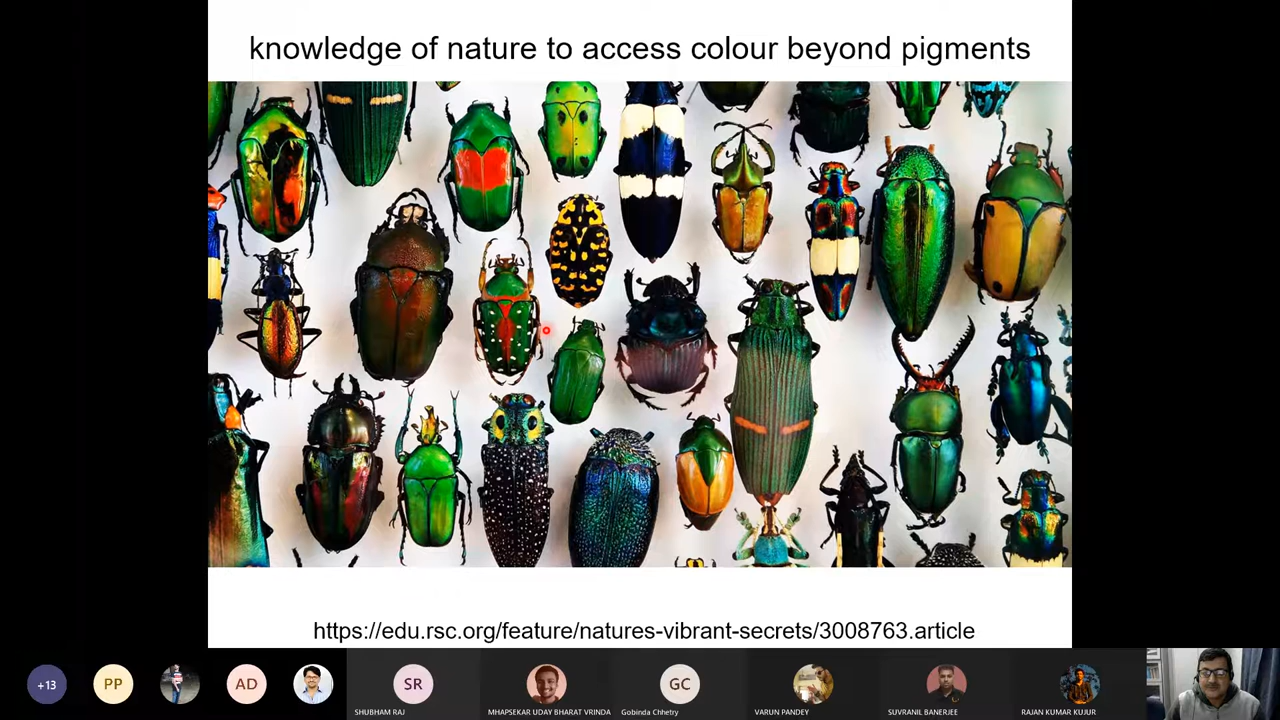 knowledge of nature to access colour beyond pigments
https://edu.rsc.org/feature/natures-vibrant-secrets/3008763.article
+13
PP
AD
SR
GC
SHUBHAM RAJ
MHAPSEKAR UDAY BHARAT VRINDA
Gobinda Chhetry
VARUN PANDEY
SUVRANIL BANERJEE
RAJAN KUMAR KUJUR